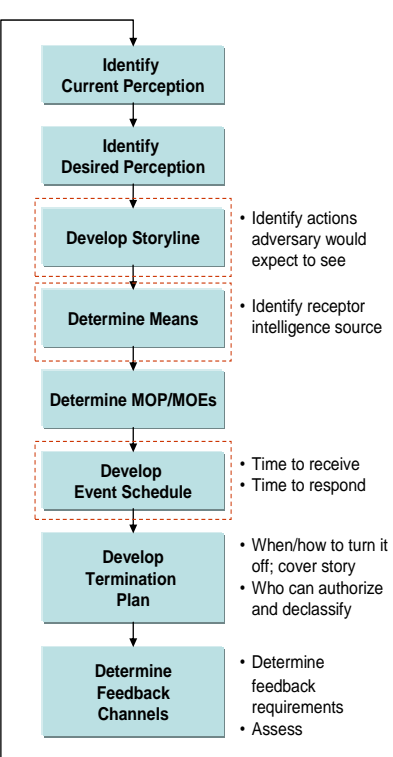 Identify
Current Perception
Identify
Desired Perception
Develop Storyline
• Identify actions
adversary would
expect to see
Determine Means
• Identify receptor
intelligence source
Determine MOP/MOEs
Develop
Event Schedule
• Time to receive
• Time to respond
Develop
Termination
Plan
• When/how to turn it
off; cover story
• Who can authorize
and declassify
Determine
Feedback
Channels
• Determine
feedback
requirements
• Assess